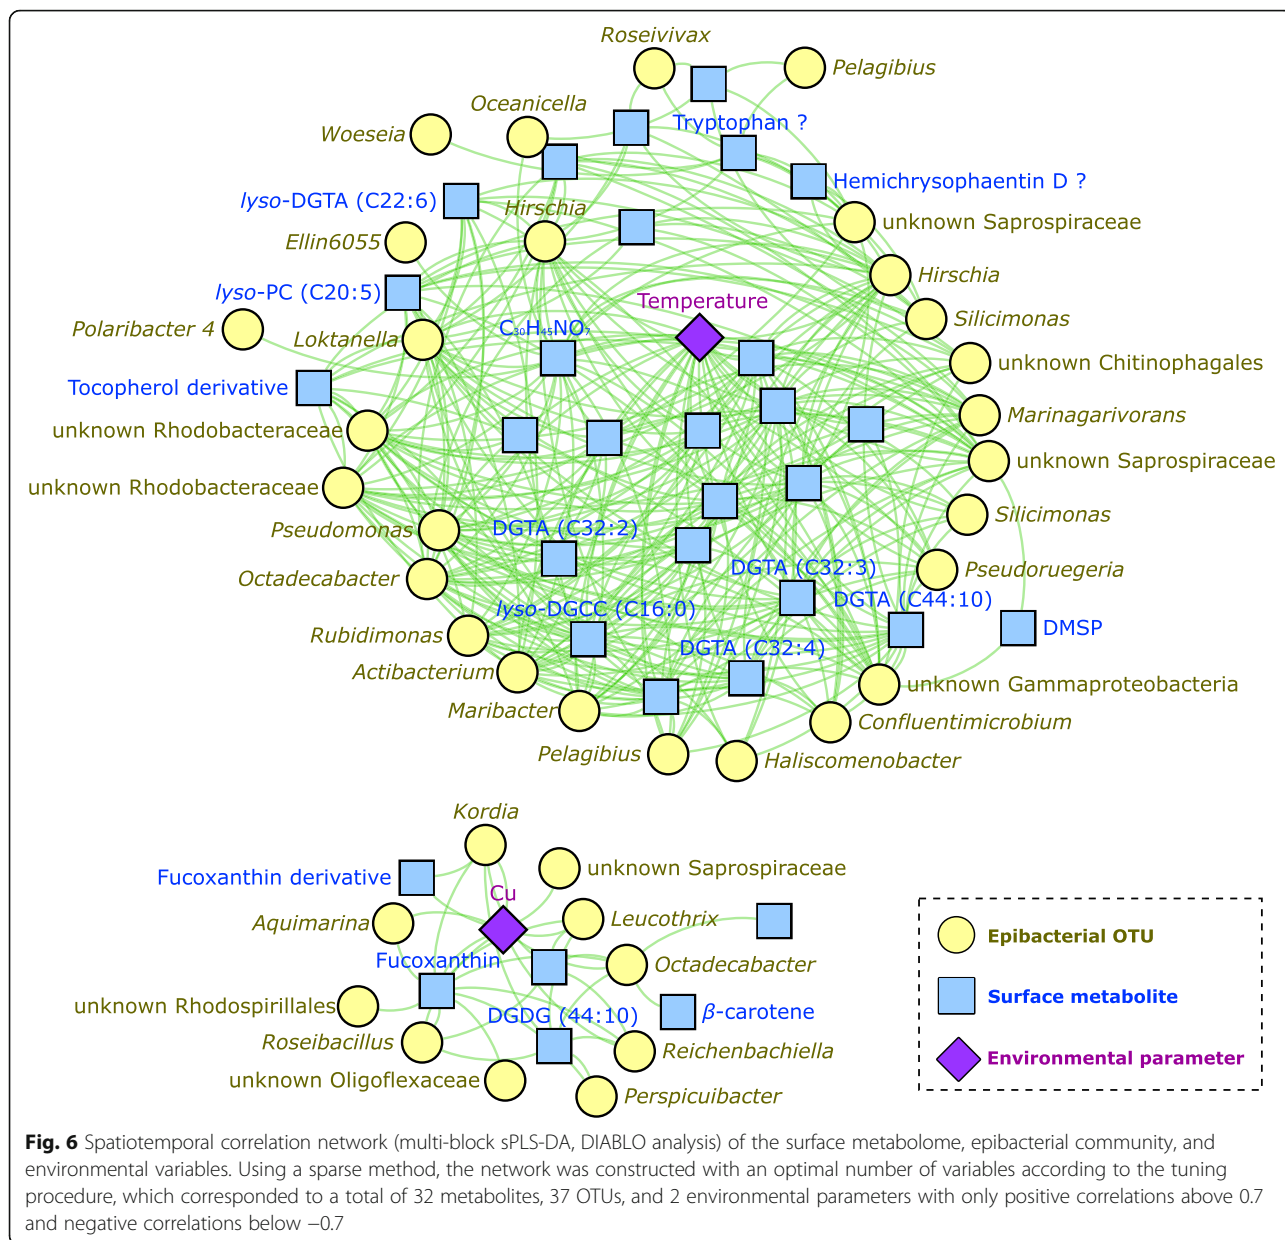 Roseivivax
Pelagibius
Oceanicella
Woeseia
Tryptophan ?
Hemichrysophaentin D ?
lyso-DGTA (C22:6)
Hirschia
unknown Saprospiraceae
Ellin6055
Hirschia
lyso-PC (C20:5)
Temperature
Silicimonas
Polaribacter 4
Loktanella
C₃₀H₄₅NO₇
unknown Chitinophagales
Tocopherol derivative
Marinagarivorans
unknown Rhodobacteraceae
unknown Saprospiraceae
unknown Rhodobacteraceae
Silicimonas
Pseudomonas
DGTA (C32:2)
DGTA (C32:3)
Pseudoruegeria
Octadecabacter
DGTA (C44:10)
lyso-DGCC (C16:0)
DMSP
Rubidimonas
DGTA (C32:4)
Actibacterium
unknown Gammaproteobacteria
Maribacter
Confluentimicrobium
Pelagibius
Haliscomenobacter
Kordia
unknown Saprospiraceae
Fucoxanthin derivative
Cu
Aquimarina
Leucothrix
Fucoxanthin
Octadecabacter
unknown Rhodospirillales
DGDG (44:10)
β-carotene
Roseibacillus
Reichenbachiella
unknown Oligoflexaceae
Perspicuibacter
Epibacterial OTU
Surface metabolite
Environmental parameter
Fig. 6 Spatiotemporal correlation network (multi-block sPLS-DA, DIABLO analysis) of the surface metabolome, epibacterial community, and
environmental variables. Using a sparse method, the network was constructed with an optimal number of variables according to the tuning
procedure, which corresponded to a total of 32 metabolites, 37 OTUs, and 2 environmental parameters with only positive correlations above 0.7
and negative correlations below −0.7